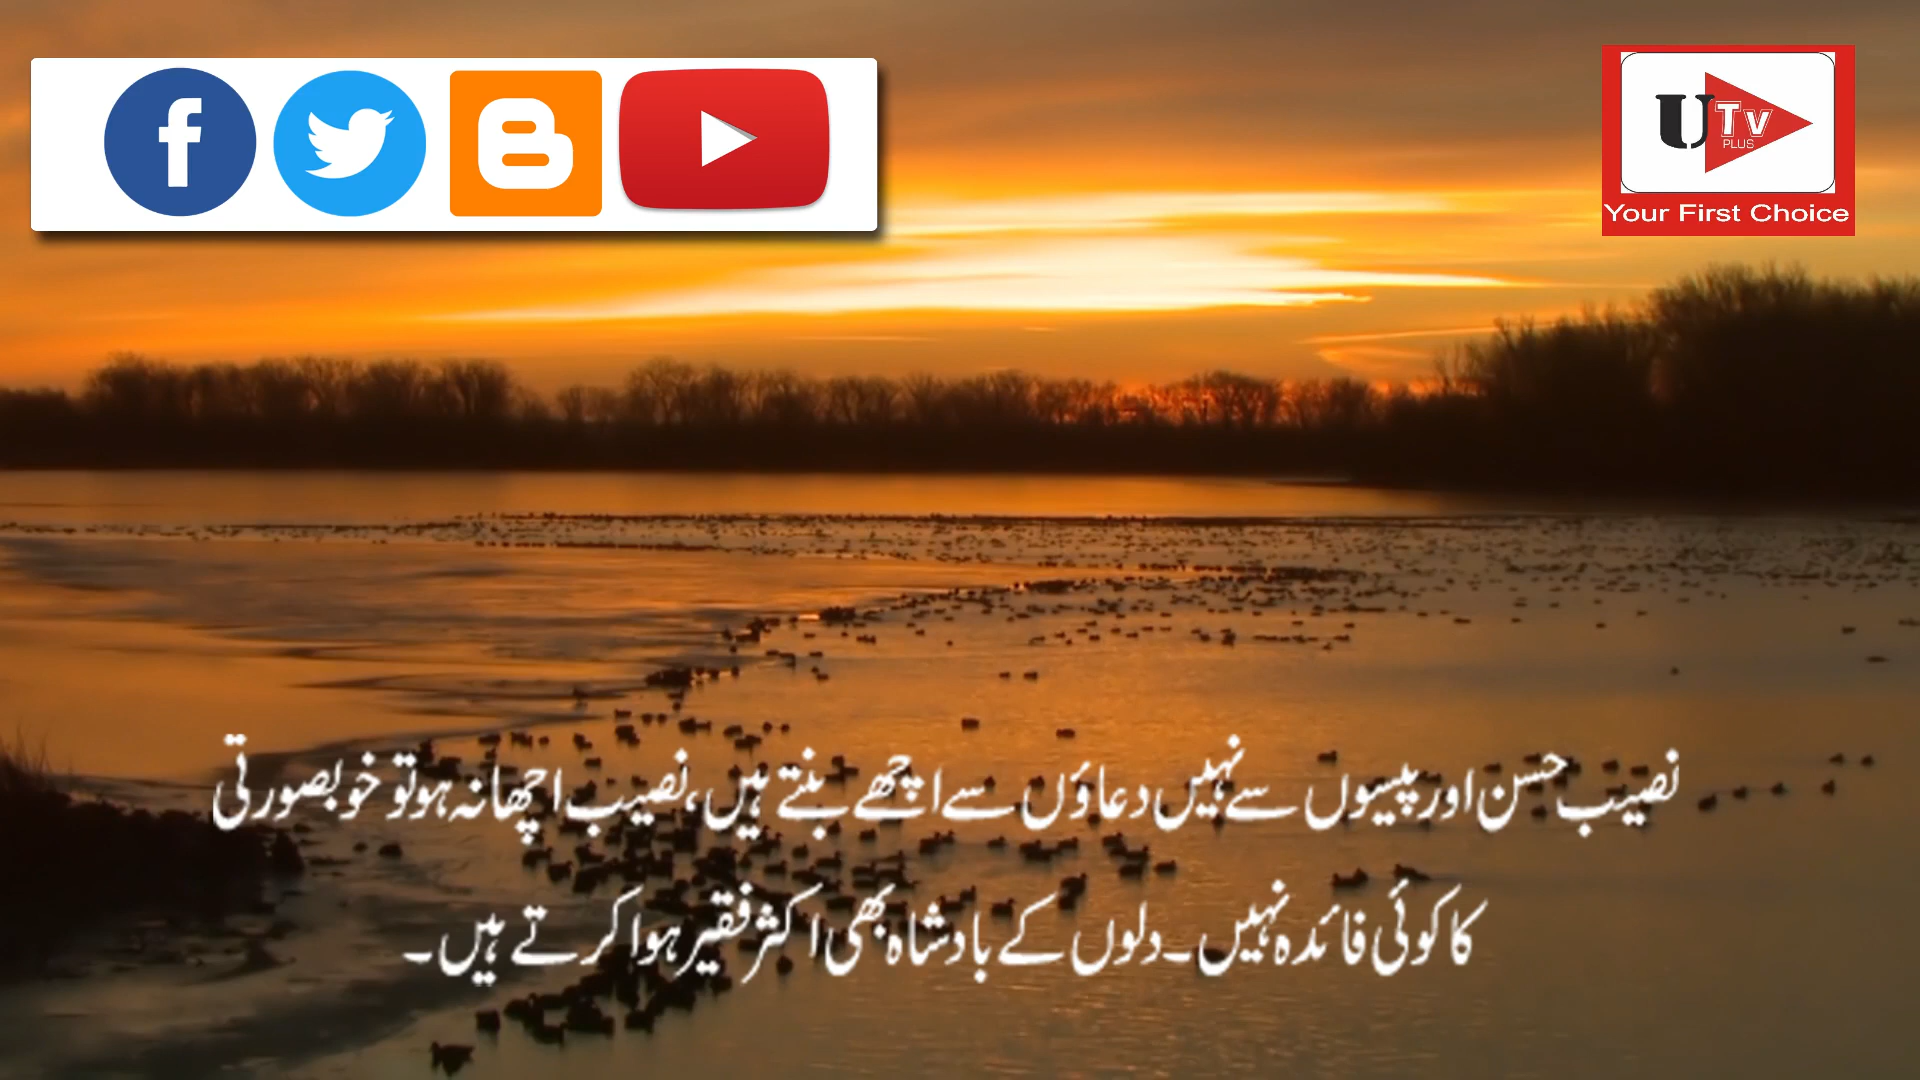 UTv
PLUS
Your First Choice
نصیب حسن اور پیسوں سے نہیں دعاؤں سے اچھے بنتے ہیں، نصیب اچھا نہ ہو تو خوبصورتی
کا کوئی فائدہ نہیں۔ دلوں کے بادشاہ بھی اکثر فقیر ہوا کرتے ہیں۔